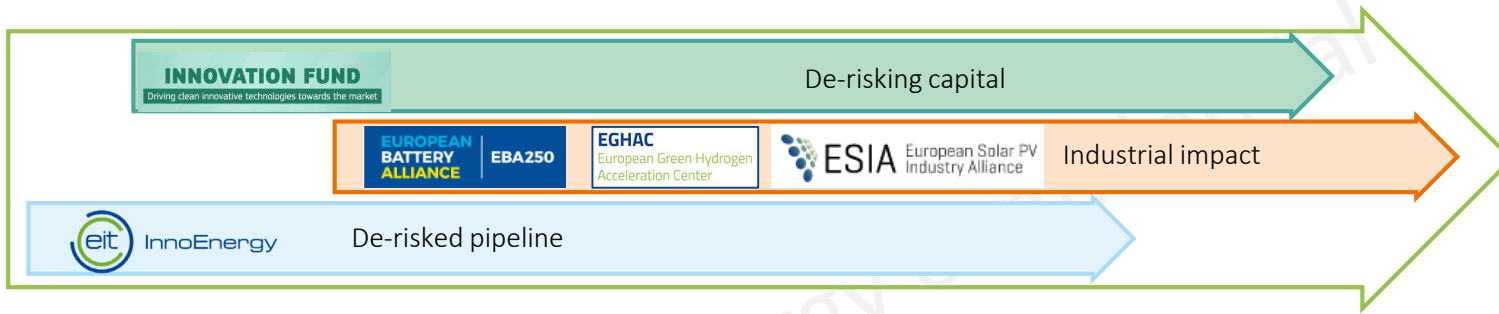 INNOVATION FUND
Driving clean innovative technologies towards the market
De-risking capital
EUROPEAN
BATTERY
ALLIANCE
EBA250
EGHAC
European Green Hydrogen
Acceleration Center
ESIA
European Solar PV
Industry Alliance
Industrial impact
eit
InnoEnergy
De-risked pipeline